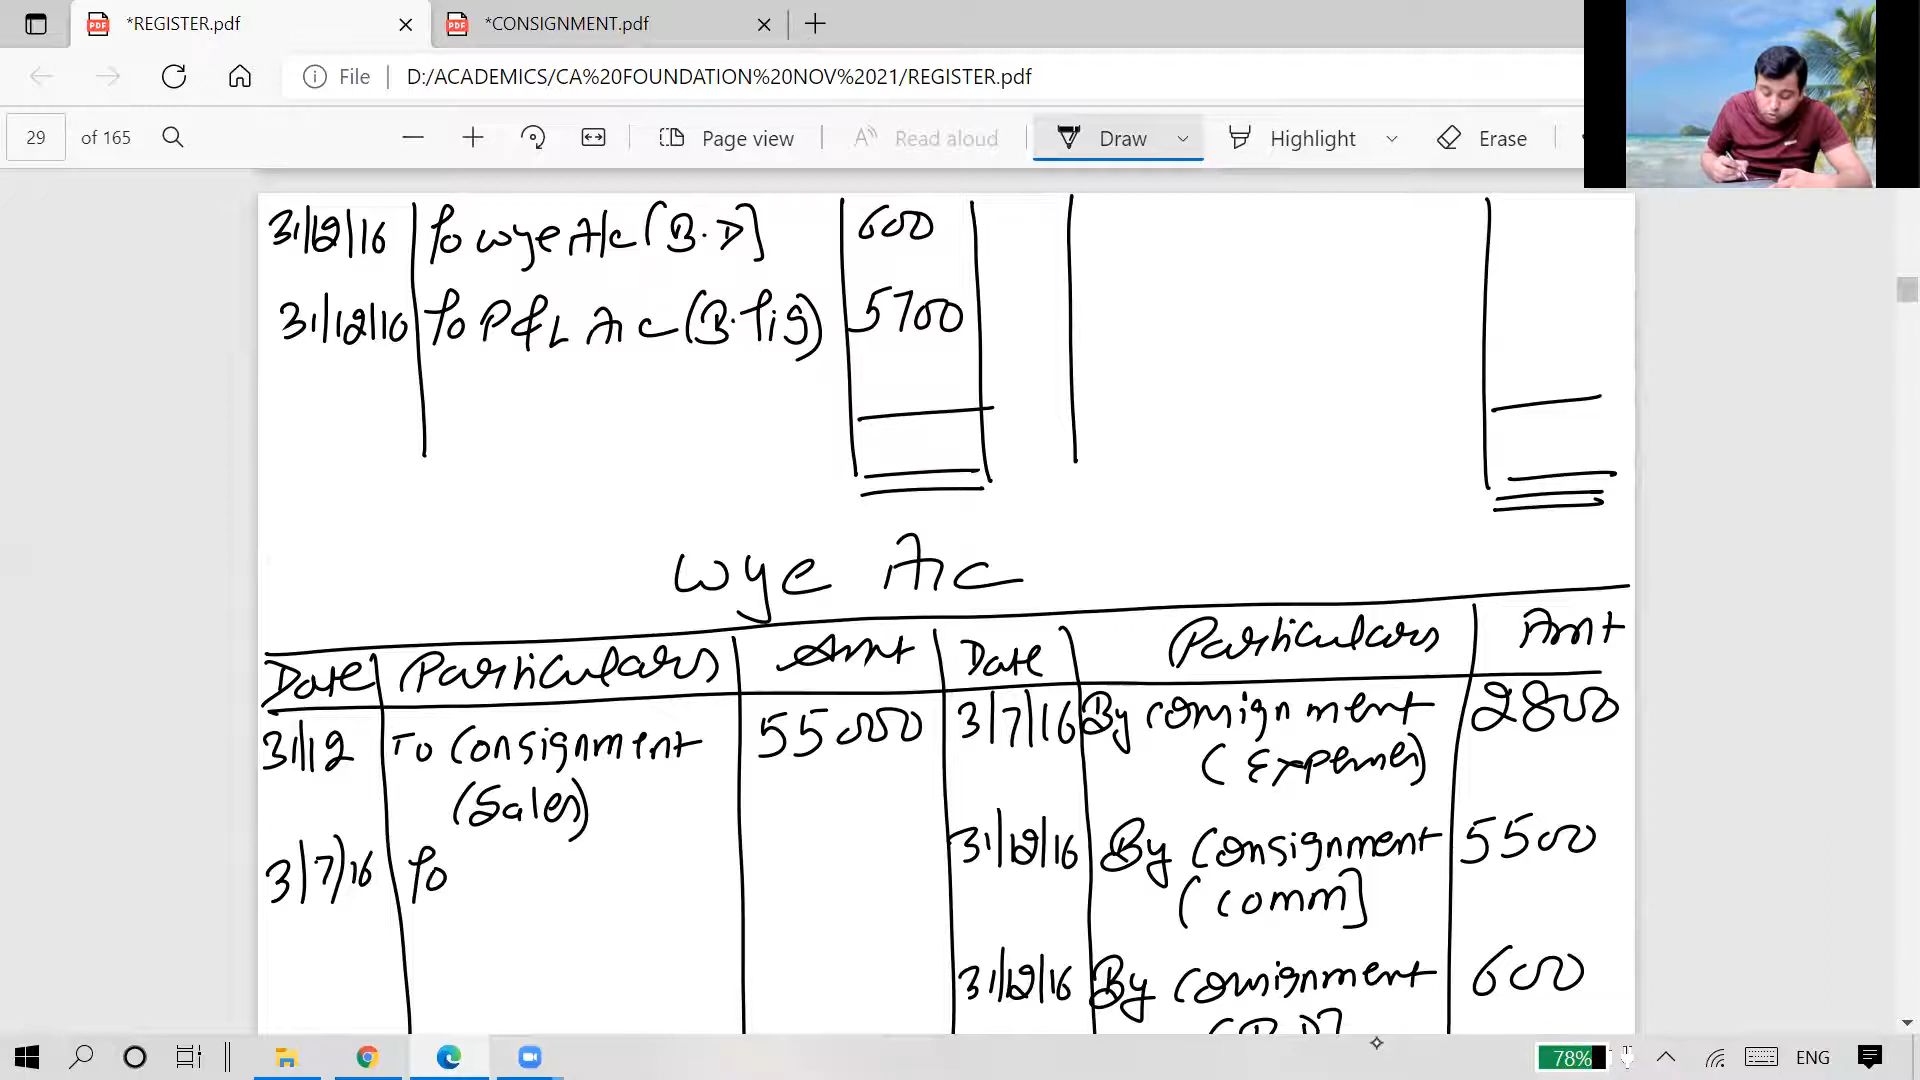 *REGISTER.pdf
*CONSIGNMENT.pdf
File D:/ACADEMICS/CA%20FOUNDATION%20NOV%2021/REGISTER.pdf
29 of 165 Page view Read aloud Draw Highlight Erase
31/12/16 To Wye A/c (B.D) 600
31/12/16 To P&L A/c (B.fig) 5700
Wye A/c
Date Particulars Amt Date Particulars Amt
31/12 To Consignment 55000 3/7/16 By Consignment 2800
(Sales) (Expenses)
3/7/16 To 31/12/16 By Consignment 5500
(Comm)
31/12/16 By Consignment 600
(B.D)
78% ENG